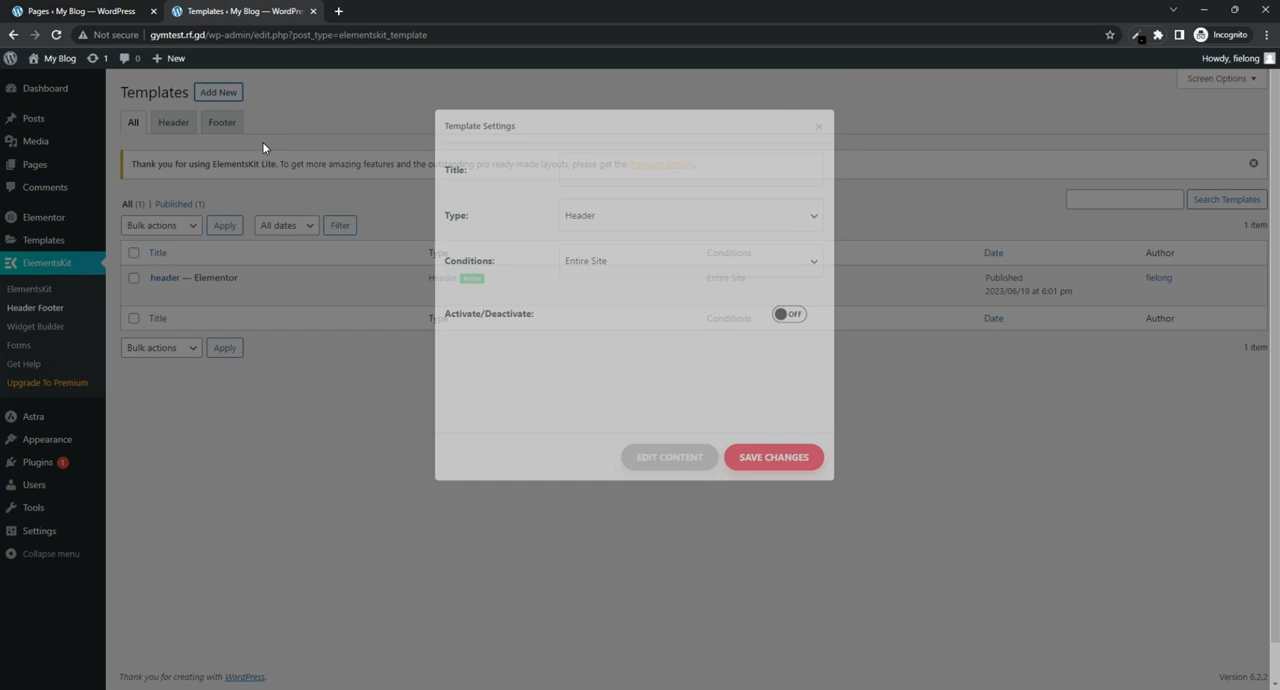 Pages ‹ My Blog — WordPress
Templates ‹ My Blog — WordPre
Not secure | gymtest.rf.gd/wp-admin/edit.php?post_type=elementskit_template
Incognito
My Blog 1 0 New
Howdy, fielong
Dashboard
Posts
Media
Pages
Comments
Elementor
Templates
ElementsKit
ElementsKit
Header Footer
Widget Builder
Forms
Get Help
Upgrade To Premium
Astra
Appearance
Plugins 1
Users
Tools
Settings
Collapse menu
Templates Add New
Screen Options
All Header Footer
Thank you for using ElementsKit Lite. To get more amazing features and the outstanding pro ready-made layouts, please get the Premium Version.
All (1) | Published (1)
Search Templates
Bulk actions Apply All dates Filter
1 item
Title Type Conditions Date Author
header — Elementor Header Active Entire Site Published fielong
2023/06/19 at 6:01 pm
Title Type Conditions Date Author
Bulk actions Apply
1 item
Template Settings
Title:
Type: Header
Conditions: Entire Site
Activate/Deactivate: OFF
EDIT CONTENT SAVE CHANGES
Thank you for creating with WordPress.
Version 6.2.2